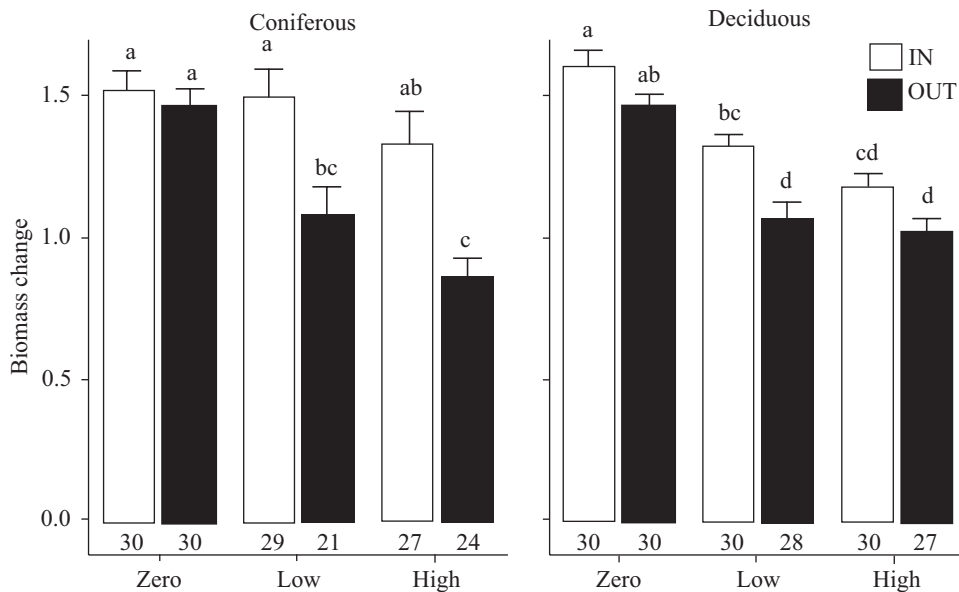 Coniferous
Deciduous
IN
OUT
Biomass change
1.5
1.0
0.5
0.0
a a a bc ab c
a ab bc d cd d
30 30 29 21 27 24
30 30 30 28 30 27
Zero Low High
Zero Low High